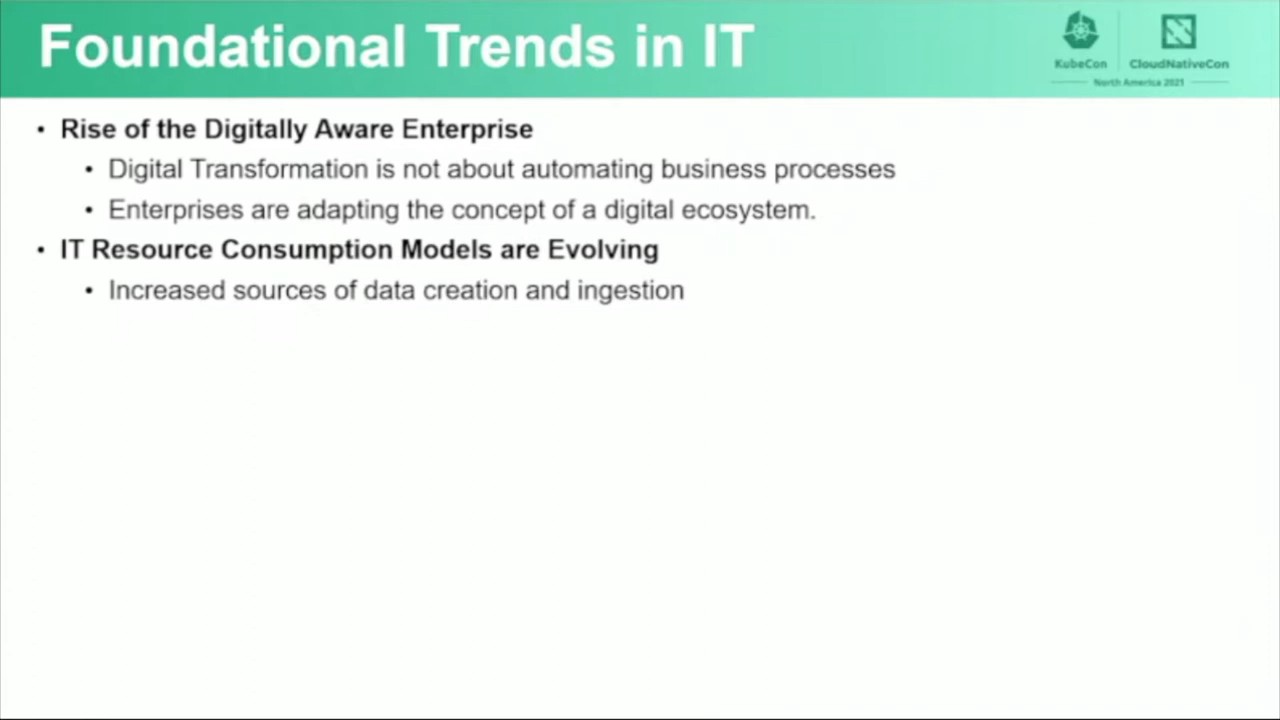 Foundational Trends in IT
KubeCon
CloudNativeCon
North America 2021
• Rise of the Digitally Aware Enterprise
• Digital Transformation is not about automating business processes
• Enterprises are adapting the concept of a digital ecosystem.
• IT Resource Consumption Models are Evolving
• Increased sources of data creation and ingestion